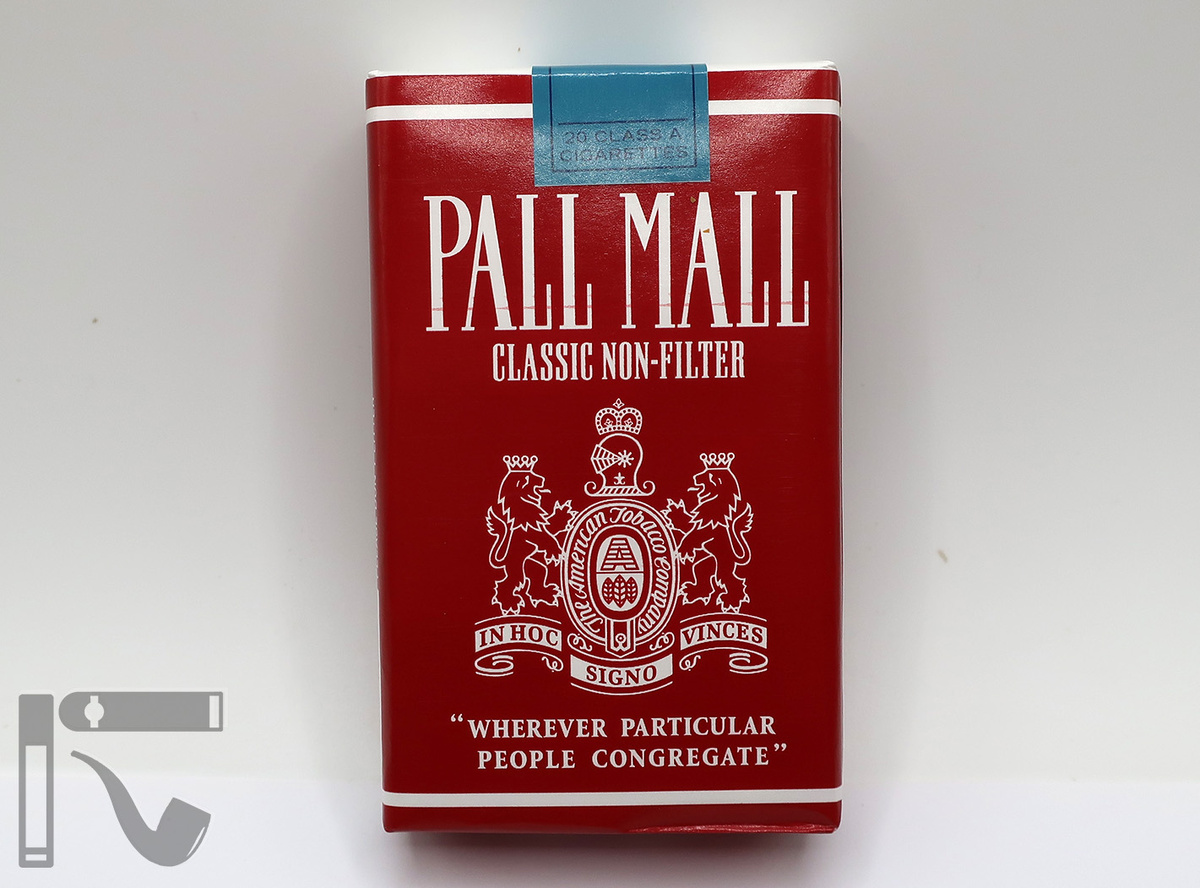 20 CLASS A
CIGARETTES
PALL MALL
CLASSIC NON-FILTER
The American Tobacco Company
A
IN HOC
SIGNO
VINCES
“WHEREVER PARTICULAR
PEOPLE CONGREGATE”